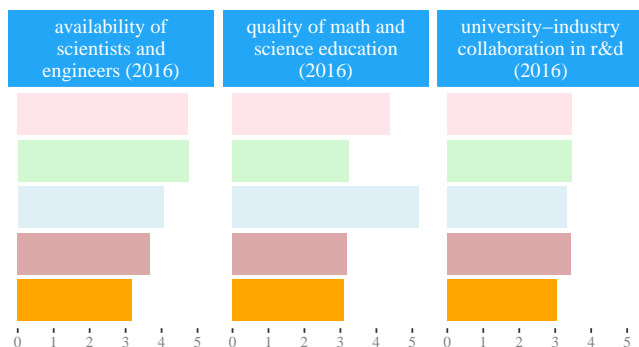 availability of
scientists and
engineers (2016)
quality of math and
science education
(2016)
university−industry
collaboration in r&d
(2016)
0 1 2 3 4 5
0 1 2 3 4 5
0 1 2 3 4 5